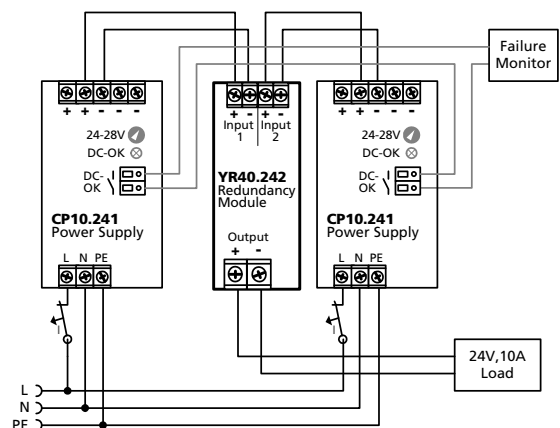 Failure
Monitor
+ + - - -
+ - + -
Input Input
1 2
+ + - - -
24-28V
DC-OK
DC-
OK
CP10.241
Power Supply
L N PE
YR40.242
Redundancy
Module
Output
+ -
24-28V
DC-OK
DC-
OK
CP10.241
Power Supply
L N PE
I
I
24V,10A
Load
L
N
PE